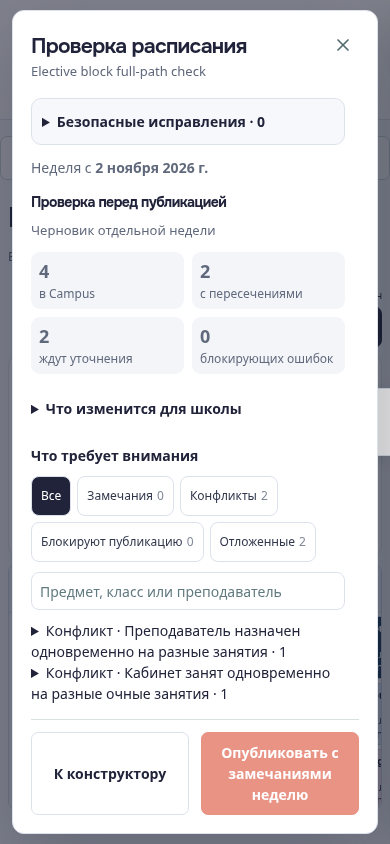 Проверка расписания
Elective block full-path check
Безопасные исправления · 0
Неделя с 2 ноября 2026 г.
Проверка перед публикацией
Черновик отдельной недели
4
в Campus
2
с пересечениями
2
ждут уточнения
0
блокирующих ошибок
Что изменится для школы
Что требует внимания
Все
Замечания 0
Конфликты 2
Блокируют публикацию 0
Отложенные 2
Предмет, класс или преподаватель
Конфликт · Преподаватель назначен
одновременно на разные занятия · 1
Конфликт · Кабинет занят одновременно
на разные очные занятия · 1
К конструктору
Опубликовать с
замечаниями
неделю